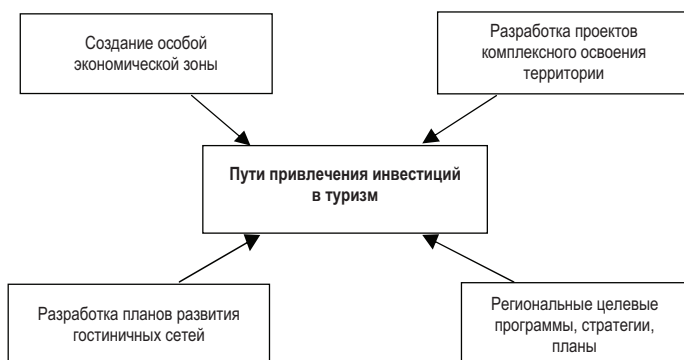 Создание особой
экономической зоны
Разработка проектов
комплексного освоения
территории
Пути привлечения инвестиций
в туризм
Разработка планов развития
гостиничных сетей
Региональные целевые
программы, стратегии,
планы